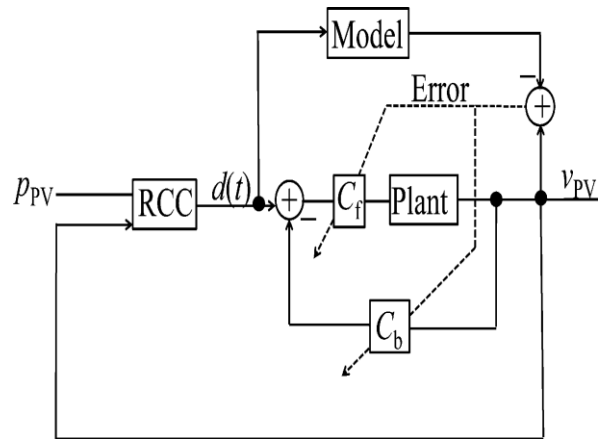 Model
−
Error
+
p_PV
RCC
d(t)
+
−
C_f
Plant
v_PV
C_b